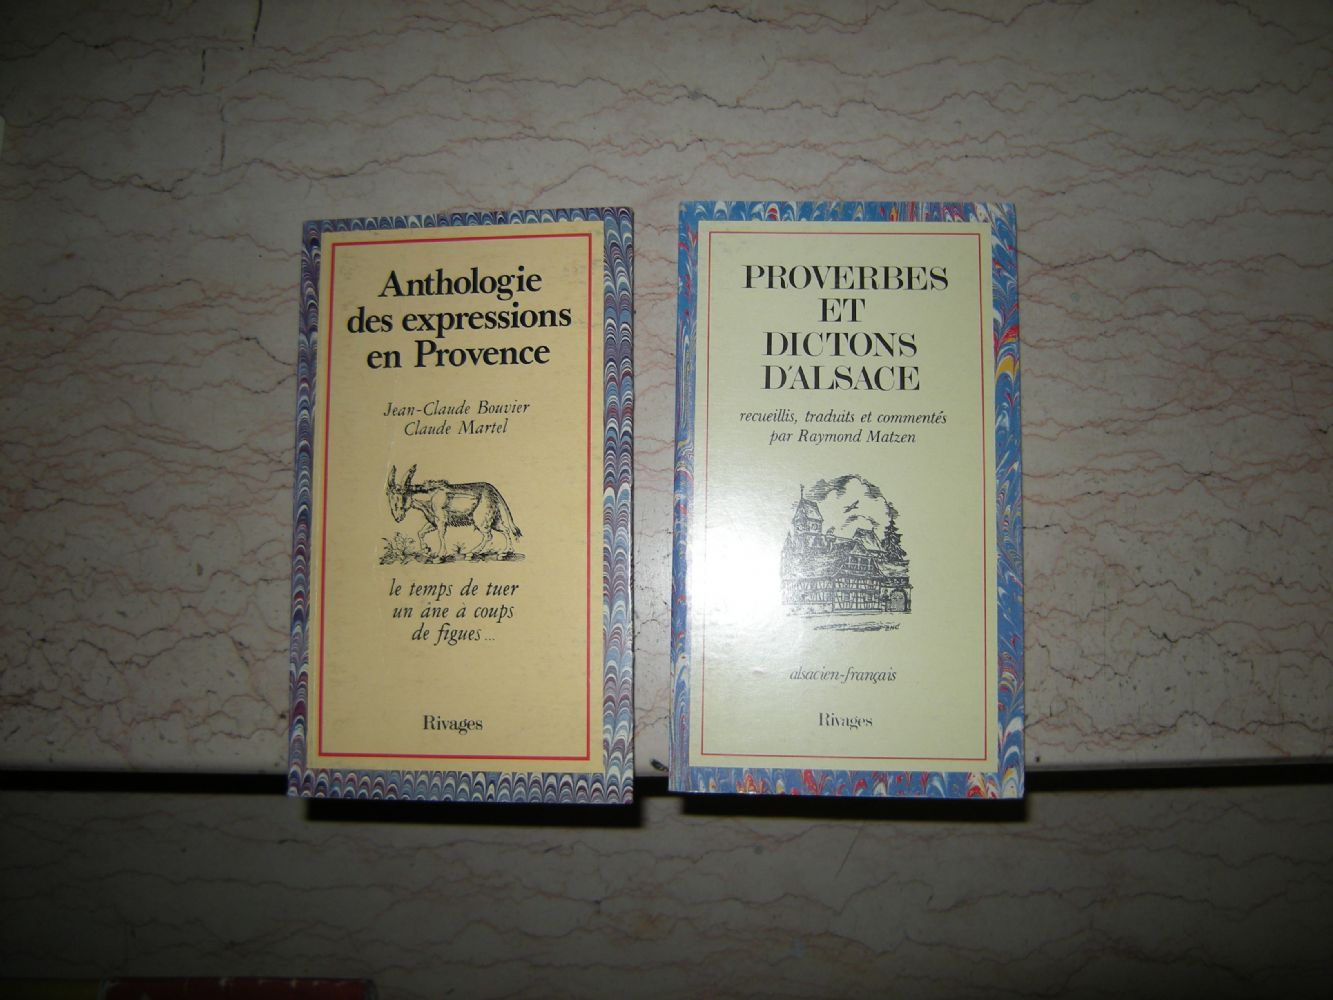 Anthologie
des expressions
en Provence
Jean-Claude Bouvier
Claude Martel
le temps de tuer
un âne à coups
de figues...
Rivages
PROVERBES
ET
DICTONS
D'ALSACE
recueillis, traduits et commentés
par Raymond Matzen
alsacien-français
Rivages